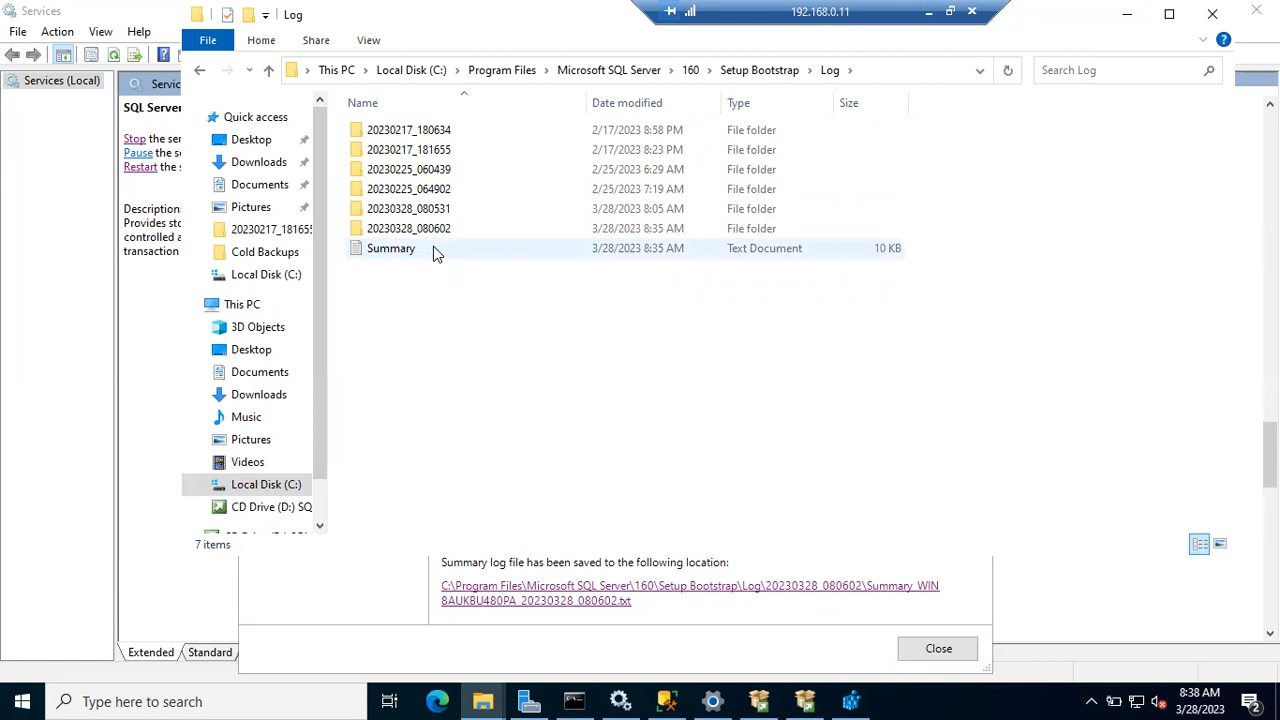 Services
Log
192.168.0.11
File Action View Help
File Home Share View
This PC Local Disk (C:) Program Files Microsoft SQL Server 160 Setup Bootstrap Log
Search Log
Services (Local)
Servic
SQL Server
Stop the ser
Pause the se
Restart the s
Description:
Provides sto
controlled a
transaction
Quick access
Desktop
Downloads
Documents
Pictures
20230217_181655
Cold Backups
Local Disk (C:)
This PC
3D Objects
Desktop
Documents
Downloads
Music
Pictures
Videos
Local Disk (C:)
CD Drive (D:) SQ
Name Date modified Type Size
20230217_180634 2/17/2023 8:58 PM File folder
20230217_181655 2/17/2023 8:23 PM File folder
20230225_060439 2/25/2023 6:29 AM File folder
20230225_064902 2/25/2023 7:19 AM File folder
20230328_080531 3/28/2023 8:05 AM File folder
20230328_080602 3/28/2023 8:35 AM File folder
Summary 3/28/2023 8:35 AM Text Document 10 KB
7 items
Summary log file has been saved to the following location:
C:\Program Files\Microsoft SQL Server\160\Setup Bootstrap\Log\20230328_080602\Summary_WIN
8AUKBU480PA_20230328_080602.txt
Close
Extended Standard
Type here to search
8:38 AM
3/28/2023
2